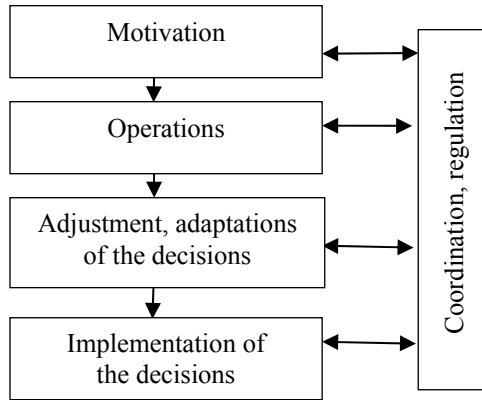 Motivation
Operations
Adjustment, adaptations
of the decisions
Implementation of
the decisions
Coordination, regulation